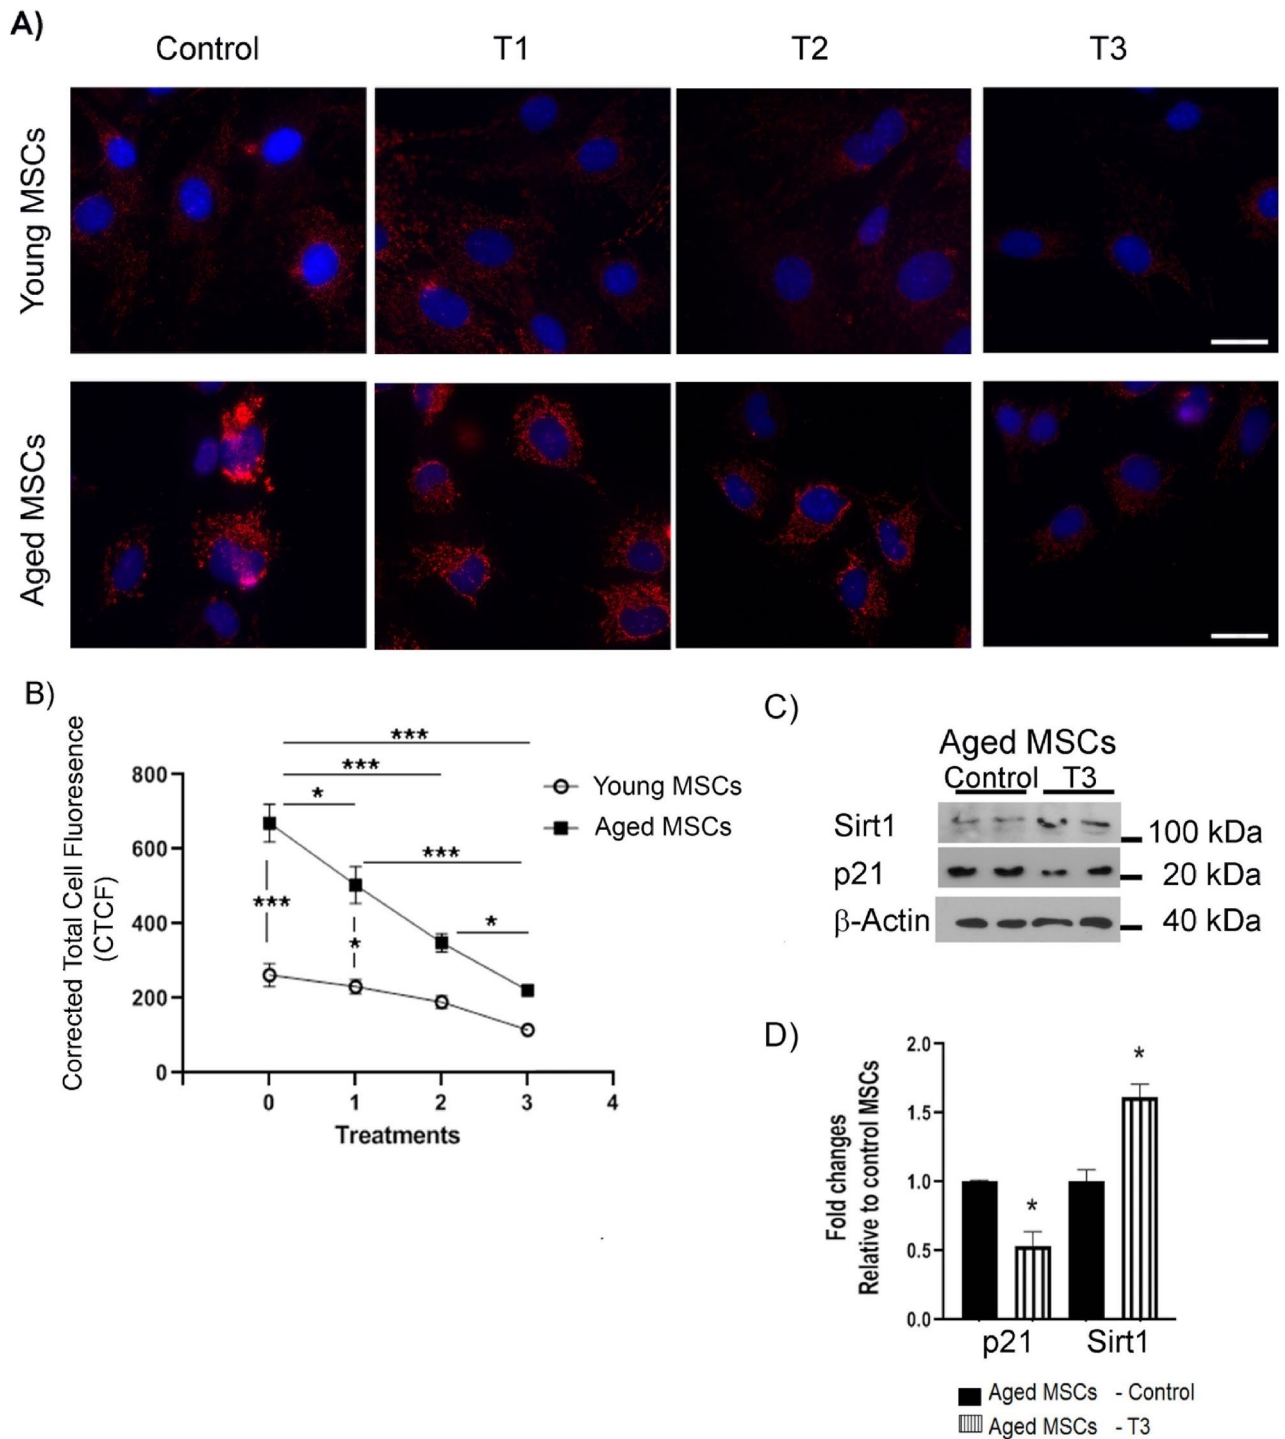 A)
Control T1 T2 T3
Young MSCs
Aged MSCs
B)
Corrected Total Cell Fluoresence
(CTCF)
800
600
400
200
0
***
***
*
***
*
***
*
0 1 2 3 4
Treatments
Young MSCs
Aged MSCs
C)
Aged MSCs
Control T3
Sirt1 100 kDa
p21 20 kDa
β-Actin 40 kDa
D)
Fold changes
Relative to control MSCs
2.0
1.5
1.0
0.5
0.0
*
*
p21 Sirt1
Aged MSCs - Control
Aged MSCs - T3